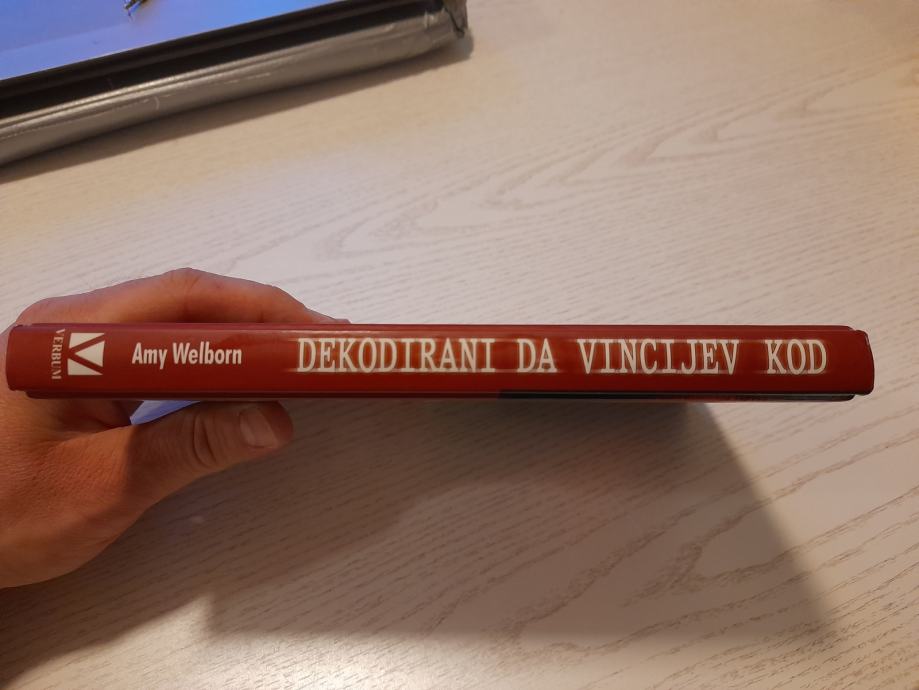 VERBUM
Amy Welborn
DEKODIRANI DA VINCIJEV KOD